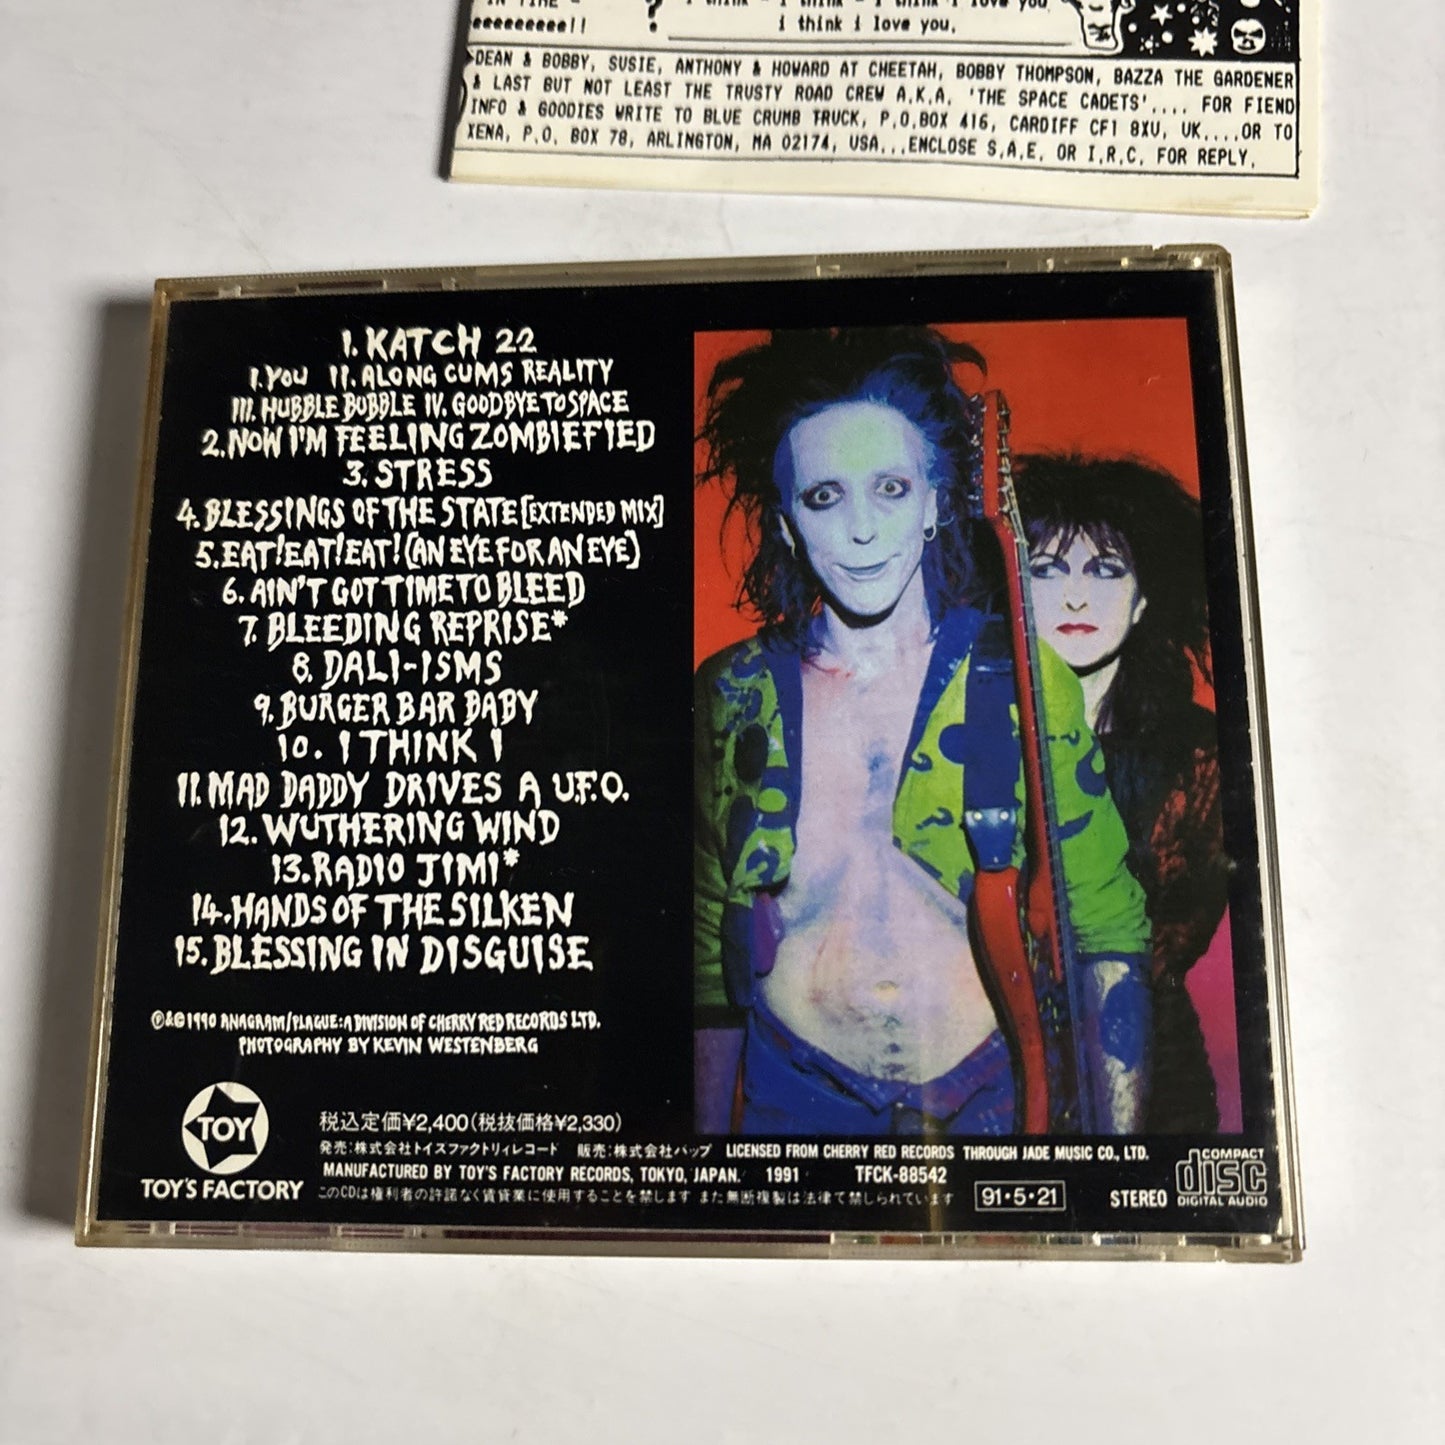 IN TIME -
eeeeeeeee!!
?
i think - i think - i think i love you
i think i love you.
DEAN & BOBBY, SUSIE, ANTHONY & HOWARD AT CHEETAH, BOBBY THOMPSON, BAZZA THE GARDENER
& LAST BUT NOT LEAST THE TRUSTY ROAD CREW A.K.A. 'THE SPACE CADETS'.... FOR FIEND
INFO & GOODIES WRITE TO BLUE CRUMB TRUCK, P.O.BOX 416, CARDIFF CF1 8XU, UK....OR TO
XENA, P.O. BOX 78, ARLINGTON, MA 02174, USA...ENCLOSE S.A.E. OR I.R.C. FOR REPLY.
1. KATCH 22
I. YOU II. ALONG CUMS REALITY
III. HUBBLE BUBBLE IV. GOODBYE TO SPACE
2. NOW I'M FEELING ZOMBIEFIED
3. STRESS
4. BLESSINGS OF THE STATE [EXTENDED MIX]
5. EAT! EAT! EAT! (AN EYE FOR AN EYE)
6. AIN'T GOT TIME TO BLEED
7. BLEEDING REPRISE*
8. DALI-ISMS
9. BURGER BAR BABY
10. I THINK I
11. MAD DADDY DRIVES A U.F.O.
12. WUTHERING WIND
13. RADIO JIMI*
14. HANDS OF THE SILKEN
15. BLESSING IN DISGUISE
℗&©1990 ANAGRAM/PLAGUE: A DIVISION OF CHERRY RED RECORDS LTD.
PHOTOGRAPHY BY KEVIN WESTENBERG
TOY
TOY'S FACTORY
税込定価¥2,400(税抜価格¥2,330)
発売:株式会社トイズファクトリィレコード 販売:株式会社バップ LICENSED FROM CHERRY RED RECORDS THROUGH JADE MUSIC CO., LTD.
MANUFACTURED BY TOY'S FACTORY RECORDS, TOKYO, JAPAN. 1991 TFCK-88542
このCDは権利者の許諾なく賃貸業に使用することを禁じます また無断複製は法律で禁じられています
91・5・21
STEREO
COMPACT
disc
DIGITAL AUDIO